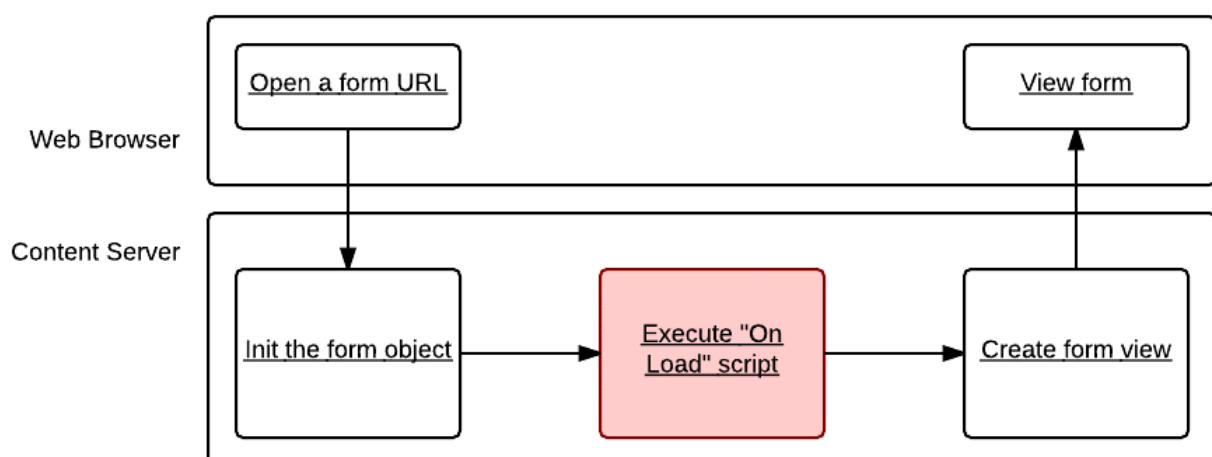 Open a form URL
View form
Web Browser
Content Server
Init the form object
Execute "On
Load" script
Create form view